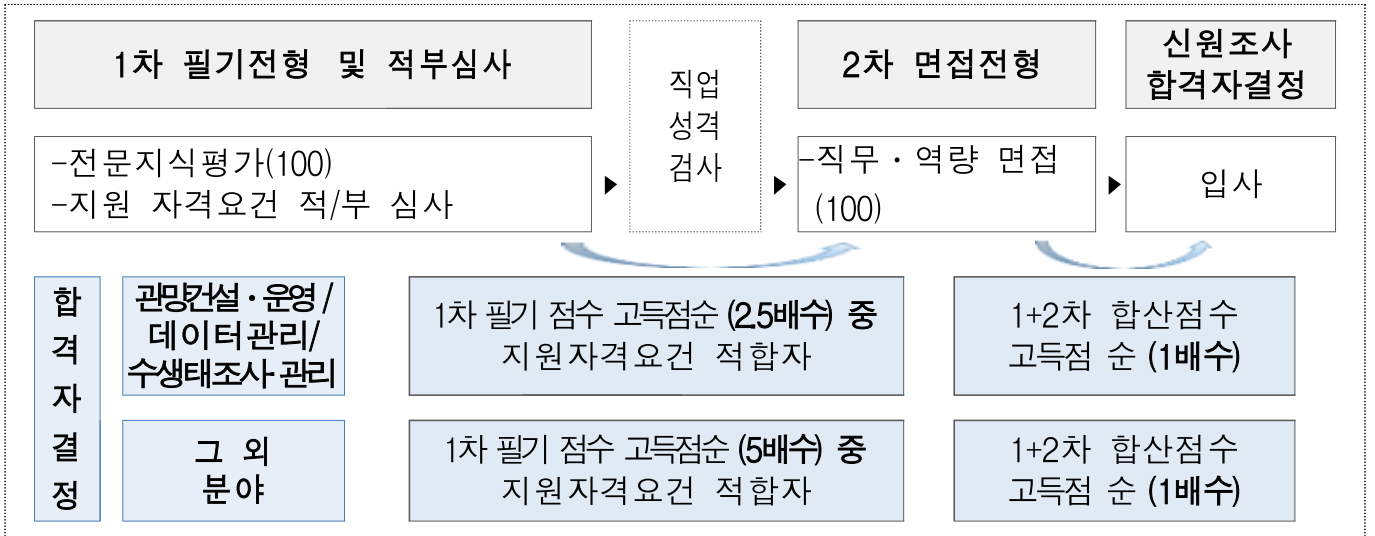 1차 필기전형 및 적부심사
-전문지식평가(100)
-지원 자격요건 적/부 심사
▶
직업
성격
검사
▶
2차 면접전형
-직무・역량 면접
(100)
▶
신원조사
합격자결정
입사
합
격
자
결
정
관망건설・운영/
데이터관리/
수생태조사·관리
1차 필기 점수 고득점순 (2.5배수) 중
지원자격요건 적합자
1+2차 합산점수
고득점 순 (1배수)
그 외
분야
1차 필기 점수 고득점순 (5배수) 중
지원자격요건 적합자
1+2차 합산점수
고득점 순 (1배수)